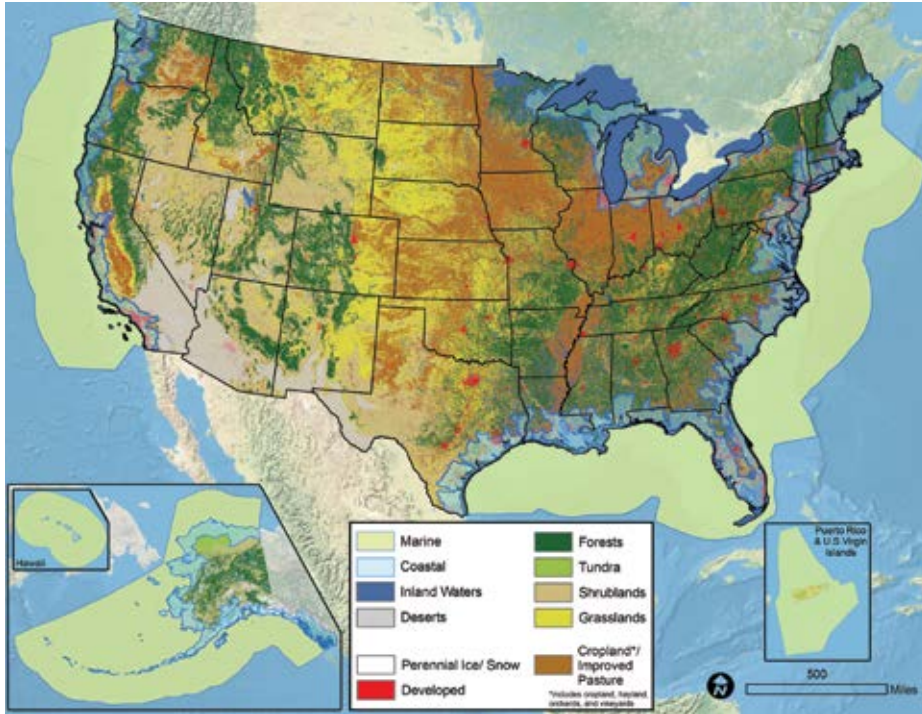 Hawaii
Marine
Coastal
Inland Waters
Deserts
Perennial Ice/ Snow
Developed
Forests
Tundra
Shrublands
Grasslands
Cropland*/
Improved
Pasture
*includes cropland, hayland,
orchards, and vineyards
Puerto Rico
& U.S.Virgin
Islands
N
500
Miles